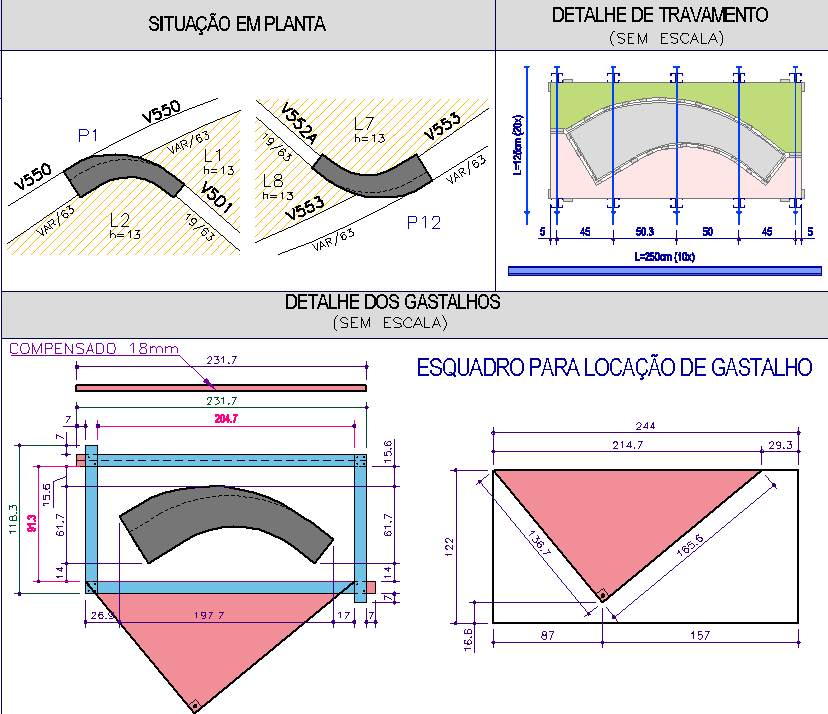 SITUAÇÃO EM PLANTA
DETALHE DE TRAVAMENTO
(SEM ESCALA)
V550
P1
VAR/63
L1
h=13
V550
L2
h=13
V501
VAR/63
19/63
V552A
19/63
L7
h=13
V553
L8
h=13
V553
VAR/63
VAR/63
P12
L=126cm (20x)
5
45
50.3
50
45
5
L=250cm (10x)
DETALHE DOS GASTALHOS
(SEM ESCALA)
COMPENSADO 18mm
231.7
231.7
204.7
7
7
15.6
118.3
91.3
15.6
61.7
61.7
14
14
7
26.9
197.7
17
7
ESQUADRO PARA LOCAÇÃO DE GASTALHO
244
214.7
29.3
122
136.7
165.6
16.6
87
157